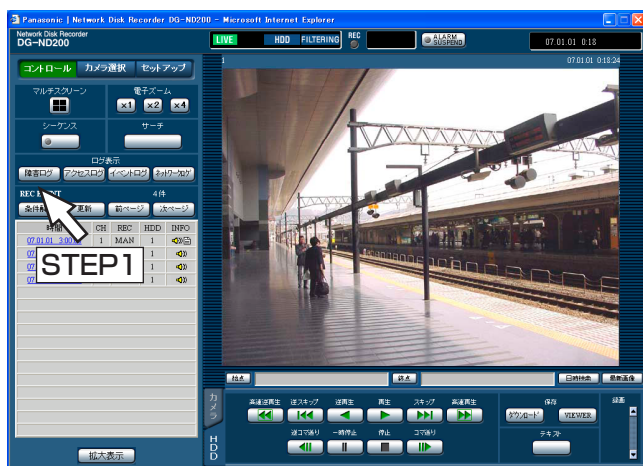 Panasonic | Network Disk Recorder DG-ND200 - Microsoft Internet Explorer
Network Disk Recorder
DG-ND200
LIVE HDD FILTERING REC ALARM SUSPEND 07.01.01 0:18
コントロール カメラ選択 セットアップ
1 07.01.01 0:18:24
マルチスクリーン 電子ズーム
x1 x2 x4
シーケンス サーチ
ログ表示
障害ログ アクセスログ イベントログ ネットワークログ
REC EVENT 4件
更新 前ページ 次ページ
CH REC HDD INFO
07.01.01 3:00 1 MAN 1
1
1
1
STEP1
始点 終点 日時検索 最新画像
カメラ
HDD
高速逆再生 逆スキップ 逆再生 再生 スキップ 高速再生 保存 録画
ダウンロード VIEWER
逆コマ送り 一時停止 停止 コマ送り テキスト
拡大表示